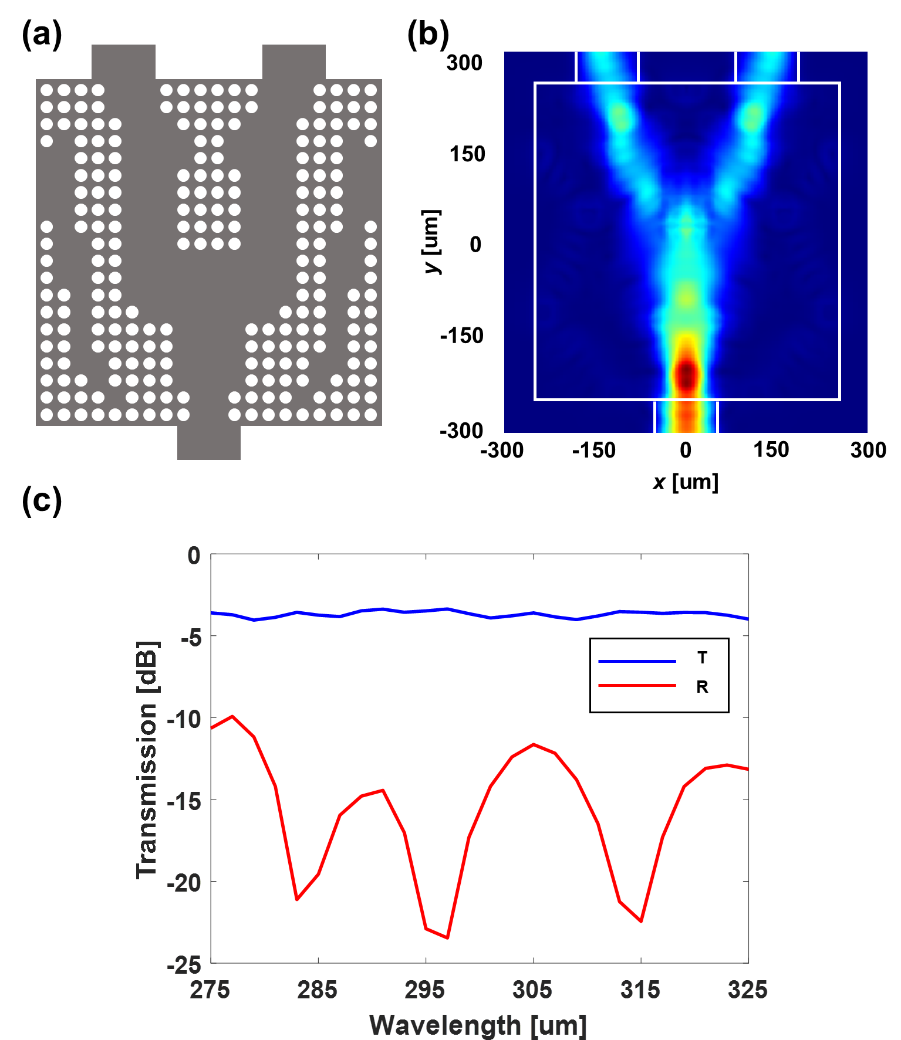 (a)
(b)
300
150
0
-150
-300
y [um]
-300 -150 0 150 300
x [um]
(c)
0
-5
-10
-15
-20
-25
Transmission [dB]
T
R
275 285 295 305 315 325
Wavelength [um]